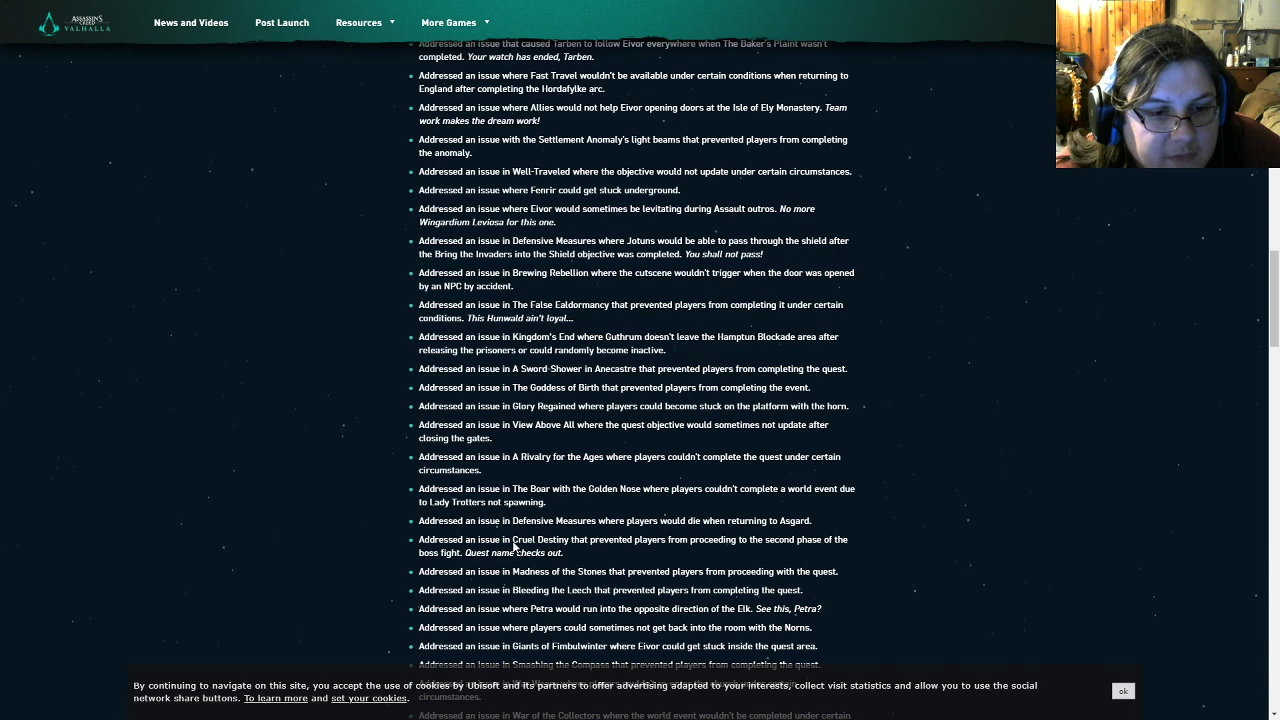 ASSASSIN'S
CREED
VALHALLA
News and Videos
Post Launch
Resources
More Games
Addressed an issue that caused Tarben to follow Eivor everywhere when The Baker's Plaint wasn't
completed. Your watch has ended, Tarben.
Addressed an issue where Fast Travel wouldn't be available under certain conditions when returning to
England after completing the Hordafylke arc.
Addressed an issue where Allies would not help Eivor opening doors at the Isle of Ely Monastery. Team
work makes the dream work!
Addressed an issue with the Settlement Anomaly's light beams that prevented players from completing
the anomaly.
Addressed an issue in Well-Traveled where the objective would not update under certain circumstances.
Addressed an issue where Fenrir could get stuck underground.
Addressed an issue where Eivor would sometimes be levitating during Assault outros. No more
Wingardium Leviosa for this one.
Addressed an issue in Defensive Measures where Jotuns would be able to pass through the shield after
the Bring the Invaders into the Shield objective was completed. You shall not pass!
Addressed an issue in Brewing Rebellion where the cutscene wouldn't trigger when the door was opened
by an NPC by accident.
Addressed an issue in The False Ealdormancy that prevented players from completing it under certain
conditions. This Hunwald ain't loyal...
Addressed an issue in Kingdom's End where Guthrum doesn't leave the Hamptun Blockade area after
releasing the prisoners or could randomly become inactive.
Addressed an issue in A Sword-Shower in Anecastre that prevented players from completing the quest.
Addressed an issue in The Goddess of Birth that prevented players from completing the event.
Addressed an issue in Glory Regained where players could become stuck on the platform with the horn.
Addressed an issue in View Above All where the quest objective would sometimes not update after
closing the gates.
Addressed an issue in A Rivalry for the Ages where players couldn't complete the quest under certain
circumstances.
Addressed an issue in The Boar with the Golden Nose where players couldn't complete a world event due
to Lady Trotters not spawning.
Addressed an issue in Defensive Measures where players would die when returning to Asgard.
Addressed an issue in Cruel Destiny that prevented players from proceeding to the second phase of the
boss fight. Quest name checks out.
Addressed an issue in Madness of the Stones that prevented players from proceeding with the quest.
Addressed an issue in Bleeding the Leech that prevented players from completing the quest.
Addressed an issue where Petra would run into the opposite direction of the Elk. See this, Petra?
Addressed an issue where players could sometimes not get back into the room with the Norns.
Addressed an issue in Giants of Fimbulwinter where Eivor could get stuck inside the quest area.
Addressed an issue in Smashing the Compass that prevented players from completing the quest.
circumstances.
Addressed an issue in War of the Collectors where the world event wouldn't be completed under certain
By continuing to navigate on this site, you accept the use of cookies by Ubisoft and its partners to offer advertising adapted to your interests, collect visit statistics and allow you to use the social
network share buttons. To learn more and set your cookies.
ok